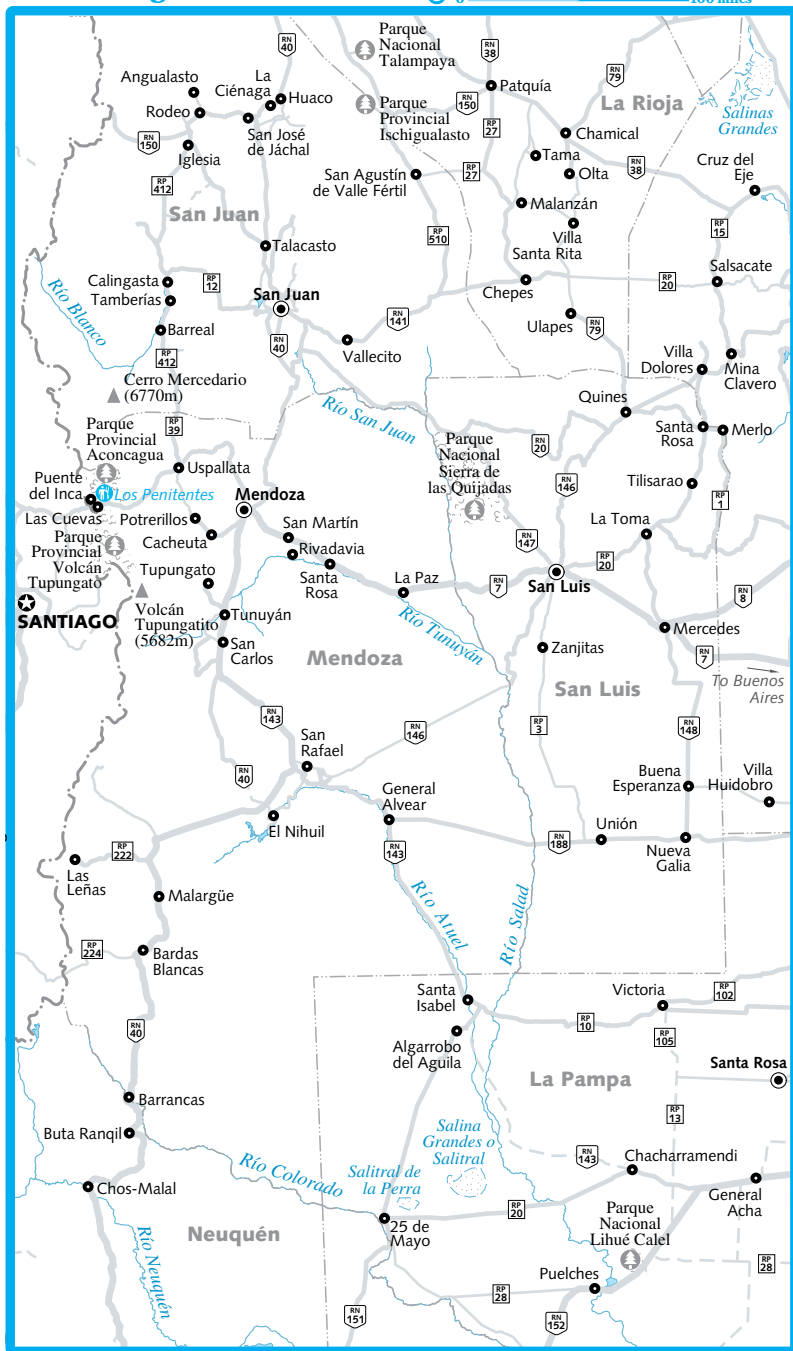 100 miles
RN
40
Parque
Nacional
Talampaya
RN
38
RN
79
La Rioja
Salinas
Grandes
Angualasto
La
Ciénaga
Huaco
Rodeo
San José
de Jáchal
RN
150
Iglesia
RP
412
San Juan
Parque
Provincial
Ischigualasto
RN
150
Patquía
RP
27
Chamical
Tama
Olta
RN
38
Cruz del
Eje
San Agustín
de Valle Fértil
RP
27
Malanzán
Villa
Santa Rita
RP
510
RP
15
Talacasto
Río Blanco
Calingasta
Tamberías
RP
12
San Juan
Chepes
RP
20
Salsacate
Barreal
RP
412
RN
40
RN
141
Vallecito
Ulapes
RN
79
Villa
Dolores
Mina
Clavero
Cerro Mercedario
(6770m)
Río San Juan
Quines
Parque
Provincial
Aconcagua
RP
39
Uspallata
Parque
Nacional
Sierra de
las Quijadas
RN
20
RN
146
Santa
Rosa
Merlo
Tilisarao
RP
1
Puente
del Inca
Los Penitentes
Las Cuevas
Mendoza
Potrerillos
Cacheuta
San Martín
Rivadavia
Santa
Rosa
RN
147
La Toma
RP
20
Parque
Provincial
Volcán
Tupungato
Tupungato
La Paz
RN
7
San Luis
RN
8
SANTIAGO
Volcán
Tupungatito
(5682m)
Tunuyán
San
Carlos
Río Tunuyán
Mendoza
Zanjitas
Mercedes
RN
7
To Buenos
Aires
San Luis
RN
143
San
Rafael
RN
146
RP
3
RN
148
RN
40
General
Alvear
Buena
Esperanza
Villa
Huidobro
El Nihuil
RN
143
RN
188
Unión
Nueva
Galia
RP
222
Las
Leñas
Malargüe
Río Atuel
Río Salad
RP
224
Bardas
Blancas
Santa
Isabel
Victoria
RP
102
RN
40
RP
10
RP
105
Algarrobo
del Aguila
La Pampa
Santa Rosa
Barrancas
RP
13
Buta Ranqil
Salina
Grandes o
Salitral
RN
143
Chacharramendi
Río Colorado
Salitral de
la Perra
Chos-Malal
RP
20
General
Acha
Neuquén
25 de
Mayo
Parque
Nacional
Lihué Calel
Río Neuquén
RP
28
Puelches
RP
28
RN
151
RN
152